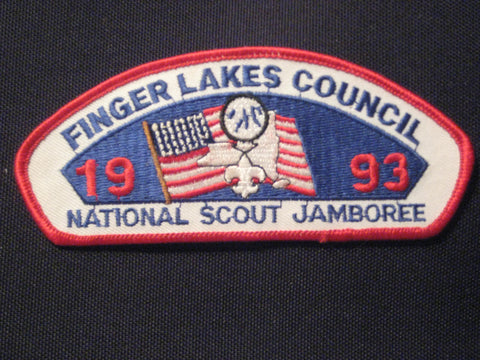 FINGER LAKES COUNCIL
19 93
NATIONAL SCOUT JAMBOREE